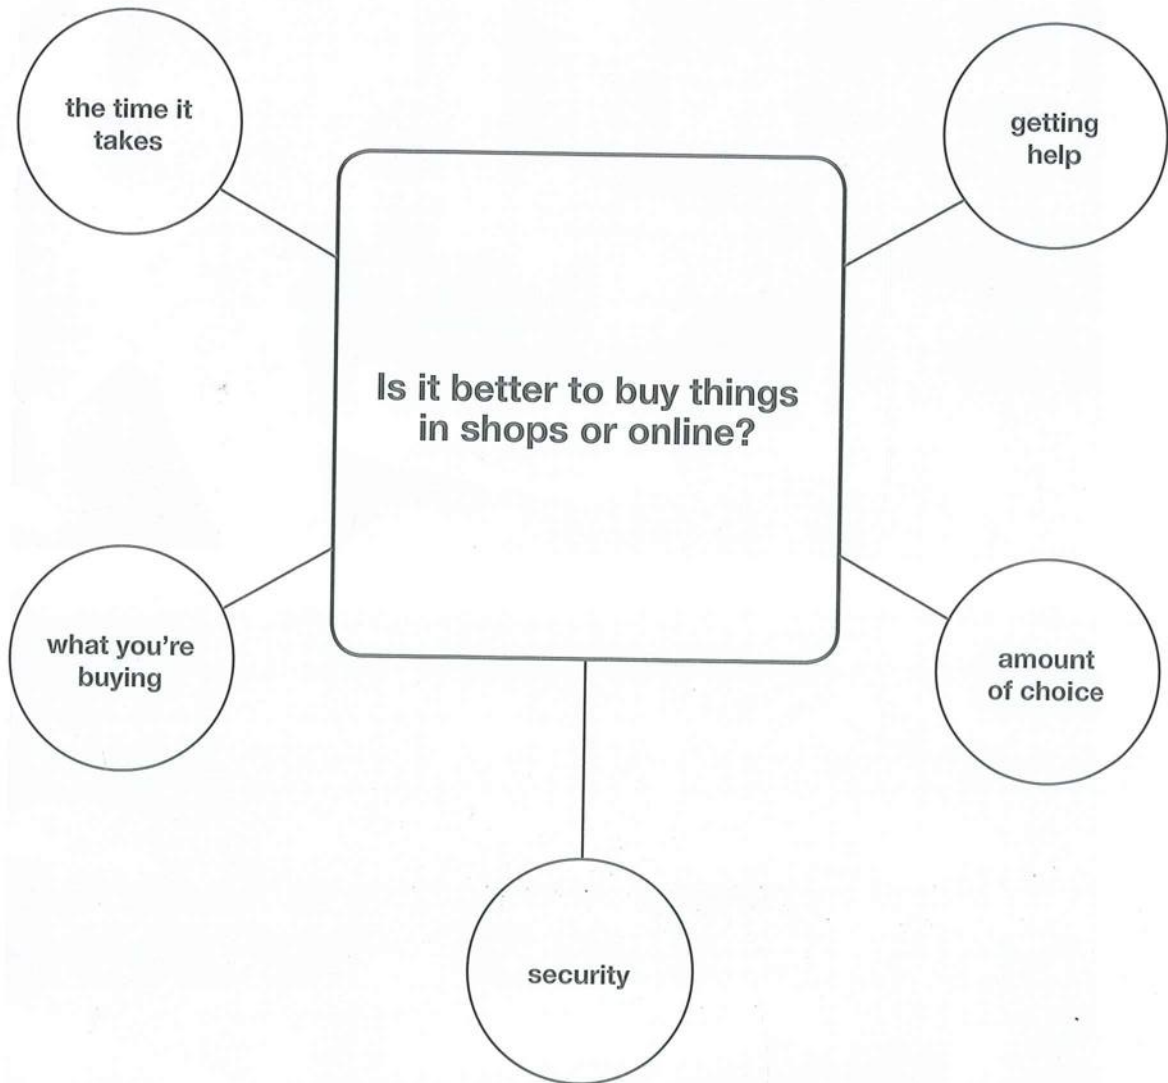 the time it
takes
getting
help
Is it better to buy things
in shops or online?
what you're
buying
amount
of choice
security